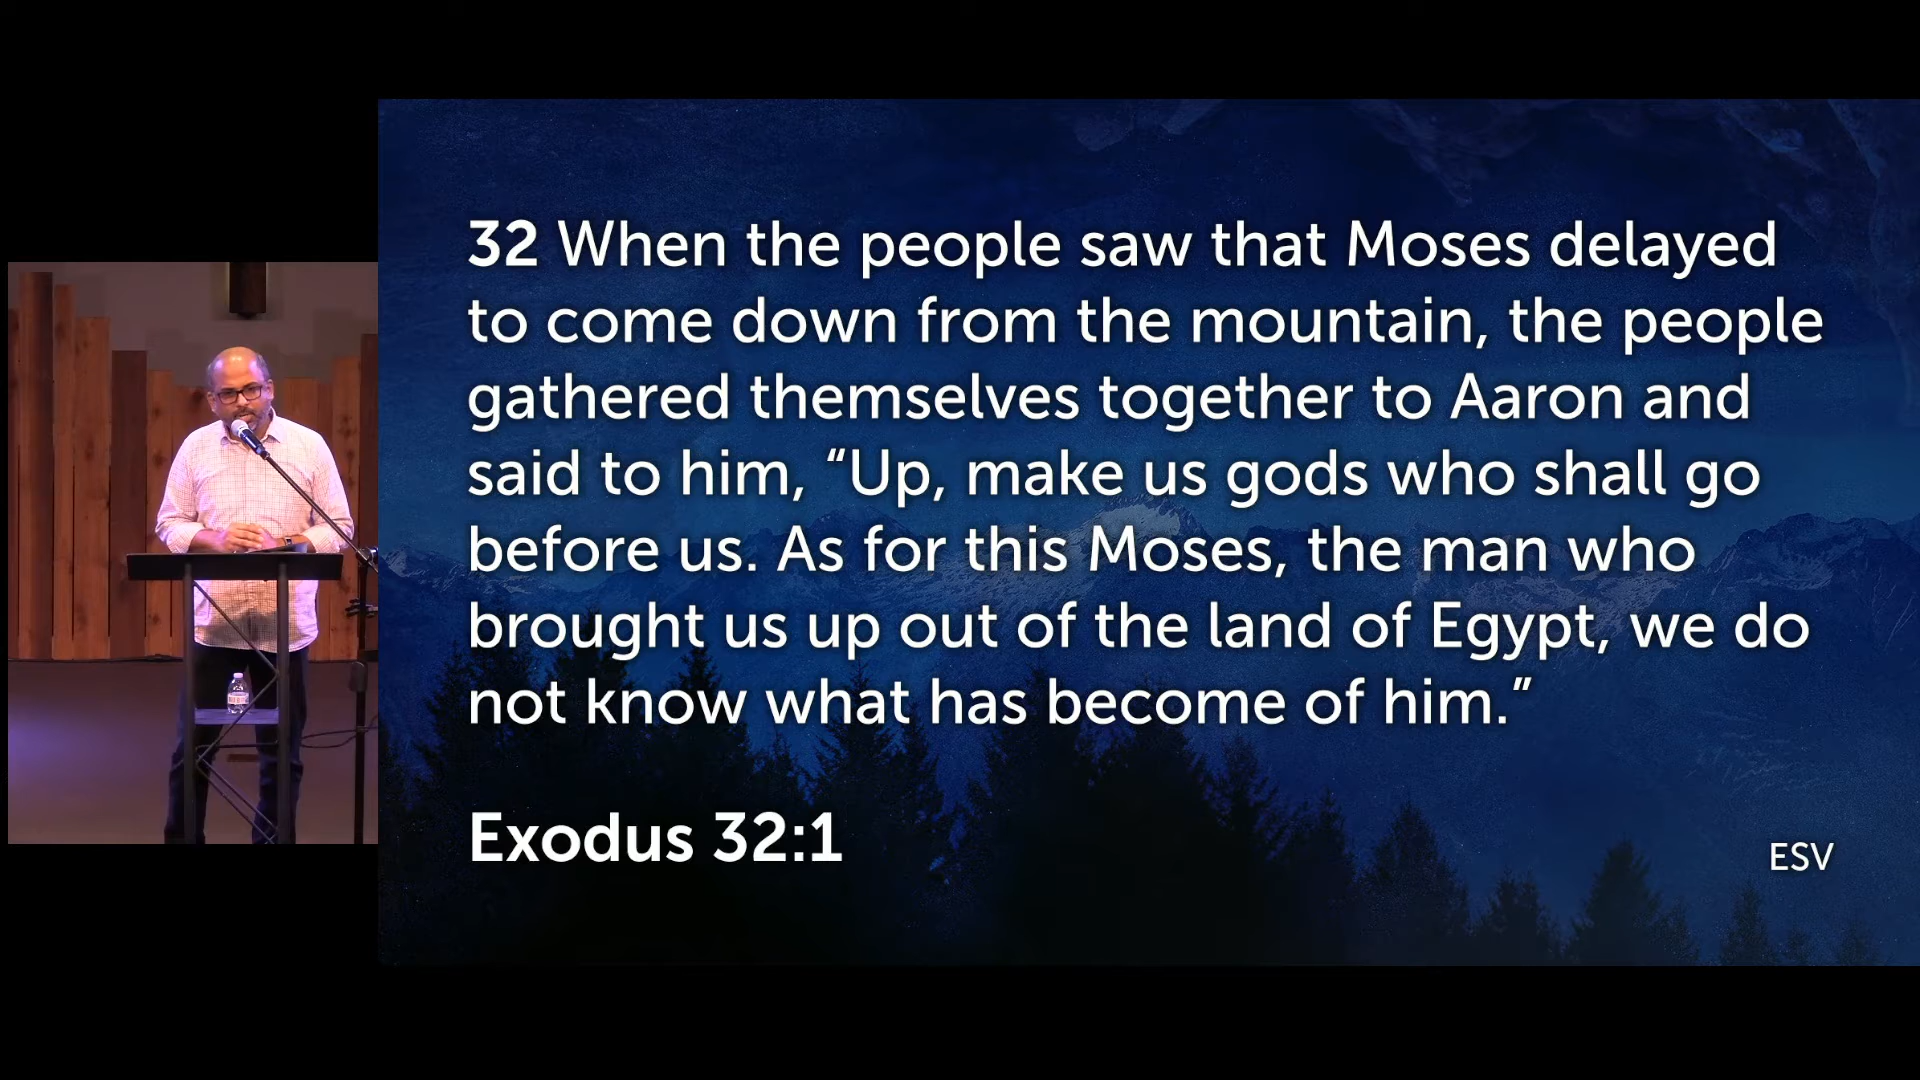 32 When the people saw that Moses delayed
to come down from the mountain, the people
gathered themselves together to Aaron and
said to him, “Up, make us gods who shall go
before us. As for this Moses, the man who
brought us up out of the land of Egypt, we do
not know what has become of him.”
Exodus 32:1
ESV